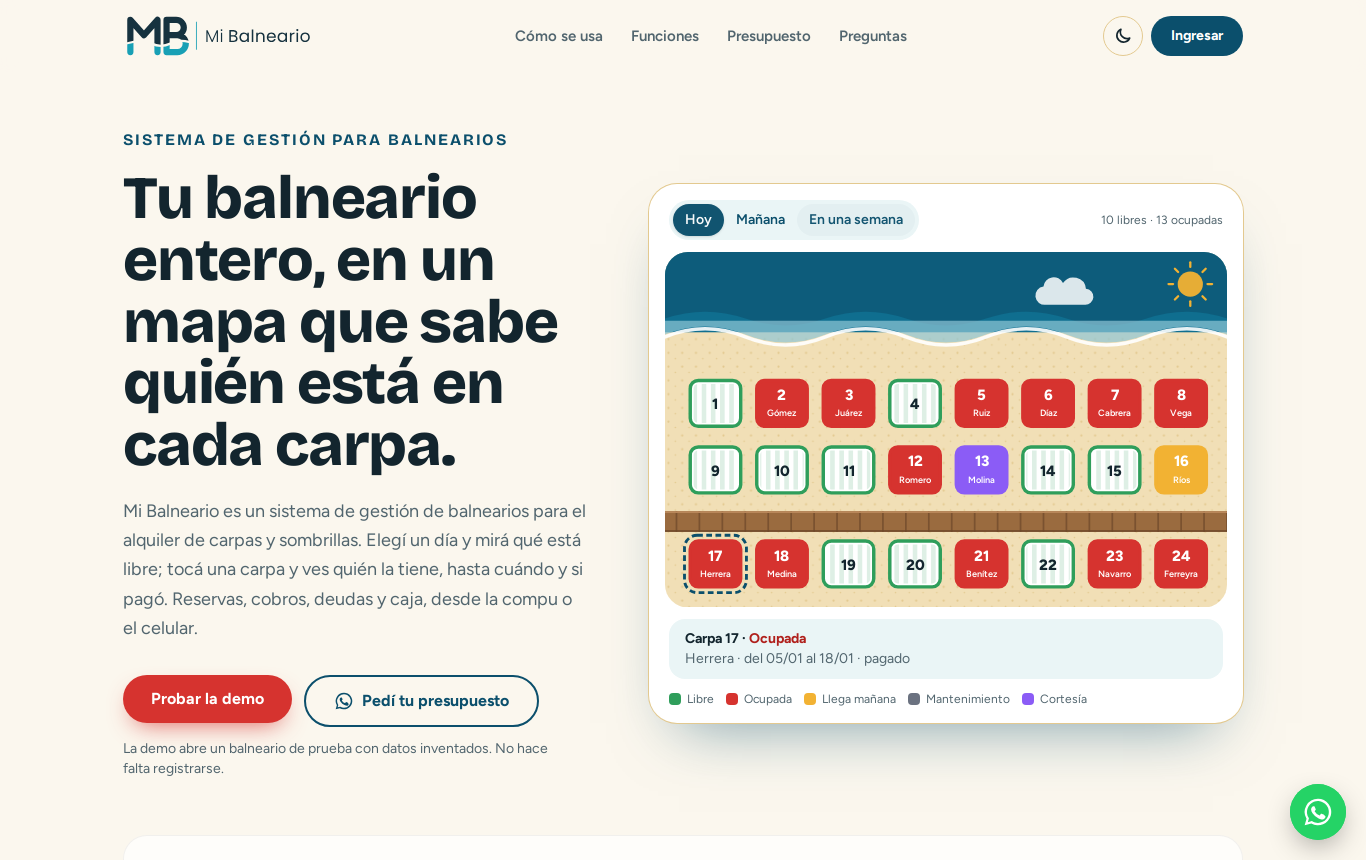 MB Mi Balneario
Cómo se usa
Funciones
Presupuesto
Preguntas
Ingresar
SISTEMA DE GESTIÓN PARA BALNEARIOS
Tu balneario
entero, en un
mapa que sabe
quién está en
cada carpa.
Mi Balneario es un sistema de gestión de balnearios para el
alquiler de carpas y sombrillas. Elegí un día y mirá qué está
libre; tocá una carpa y ves quién la tiene, hasta cuándo y si
pagó. Reservas, cobros, deudas y caja, desde la compu o
el celular.
Probar la demo
Pedí tu presupuesto
La demo abre un balneario de prueba con datos inventados. No hace
falta registrarse.
Hoy
Mañana
En una semana
10 libres · 13 ocupadas
1
2
Gómez
3
Juárez
4
5
Ruiz
6
Díaz
7
Cabrera
8
Vega
9
10
11
12
Romero
13
Molina
14
15
16
Ríos
17
Herrera
18
Medina
19
20
21
Benítez
22
23
Navarro
24
Ferreyra
Carpa 17 · Ocupada
Herrera · del 05/01 al 18/01 · pagado
Libre
Ocupada
Llega mañana
Mantenimiento
Cortesía